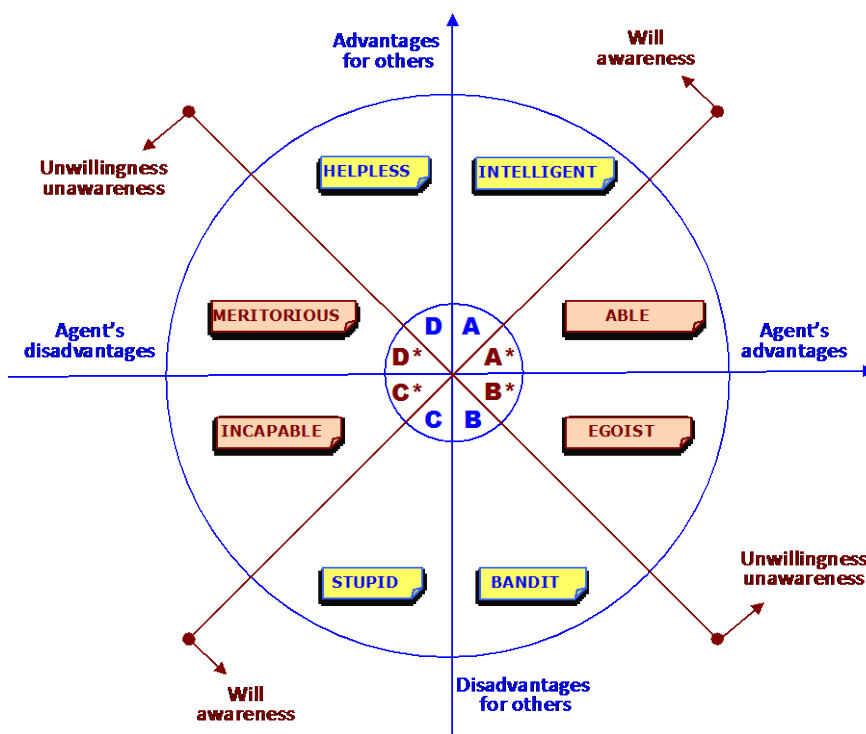 Advantages
for others
Will
awareness
Unwillingness
unawareness
HELPLESS
INTELLIGENT
MERITORIOUS
ABLE
Agent's
disadvantages
D A
D* A*
C* B*
C B
Agent's
advantages
INCAPABLE
EGOIST
STUPID
BANDIT
Unwillingness
unawareness
Will
awareness
Disadvantages
for others